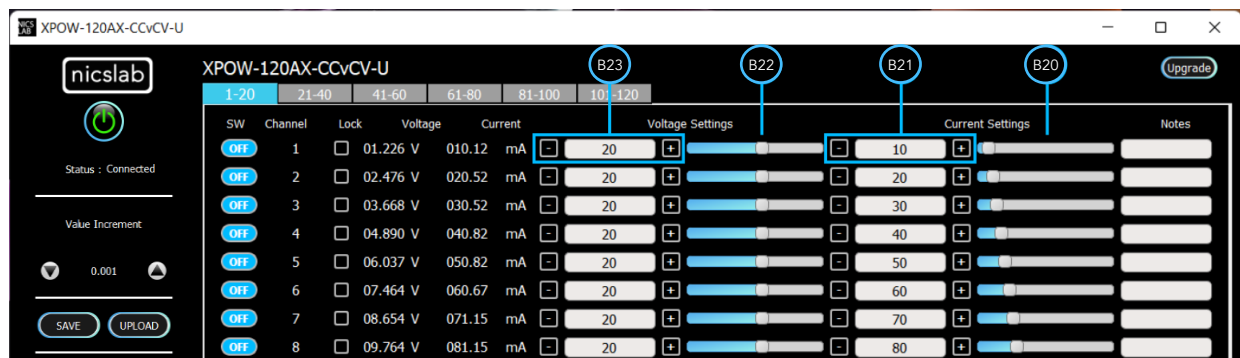 NICS LAB XPOW-120AX-CCvCV-U
nicslab XPOW-120AX-CCvCV-U B23 B22 B21 B20 Upgrade
1-20 21-40 41-60 61-80 81-100 101-120
SW Channel Lock Voltage Current Voltage Settings Current Settings Notes
OFF 1 01.226 V 010.12 mA - 20 + - 10 +
Status : Connected
OFF 2 02.476 V 020.52 mA - 20 + - 20 +
OFF 3 03.668 V 030.52 mA - 20 + - 30 +
Value Increment
OFF 4 04.890 V 040.82 mA - 20 + - 40 +
0.001
OFF 5 06.037 V 050.82 mA - 20 + - 50 +
OFF 6 07.464 V 060.67 mA - 20 + - 60 +
SAVE UPLOAD
OFF 7 08.654 V 071.15 mA - 20 + - 70 +
OFF 8 09.764 V 081.15 mA - 20 + - 80 +